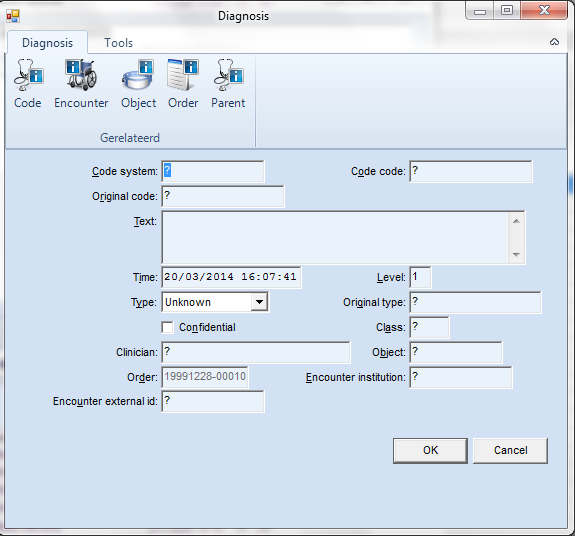 Diagnosis
Diagnosis Tools
Code Encounter Object Order Parent
Gerelateerd
Code system: ? Code code: ?
Original code: ?
Text:
Time: 20/03/2014 16:07:41 Level: 1
Type: Unknown Original type: ?
Confidential Class: ?
Clinician: ? Object: ?
Order: 19991228-00010 Encounter institution: ?
Encounter external id: ?
OK Cancel